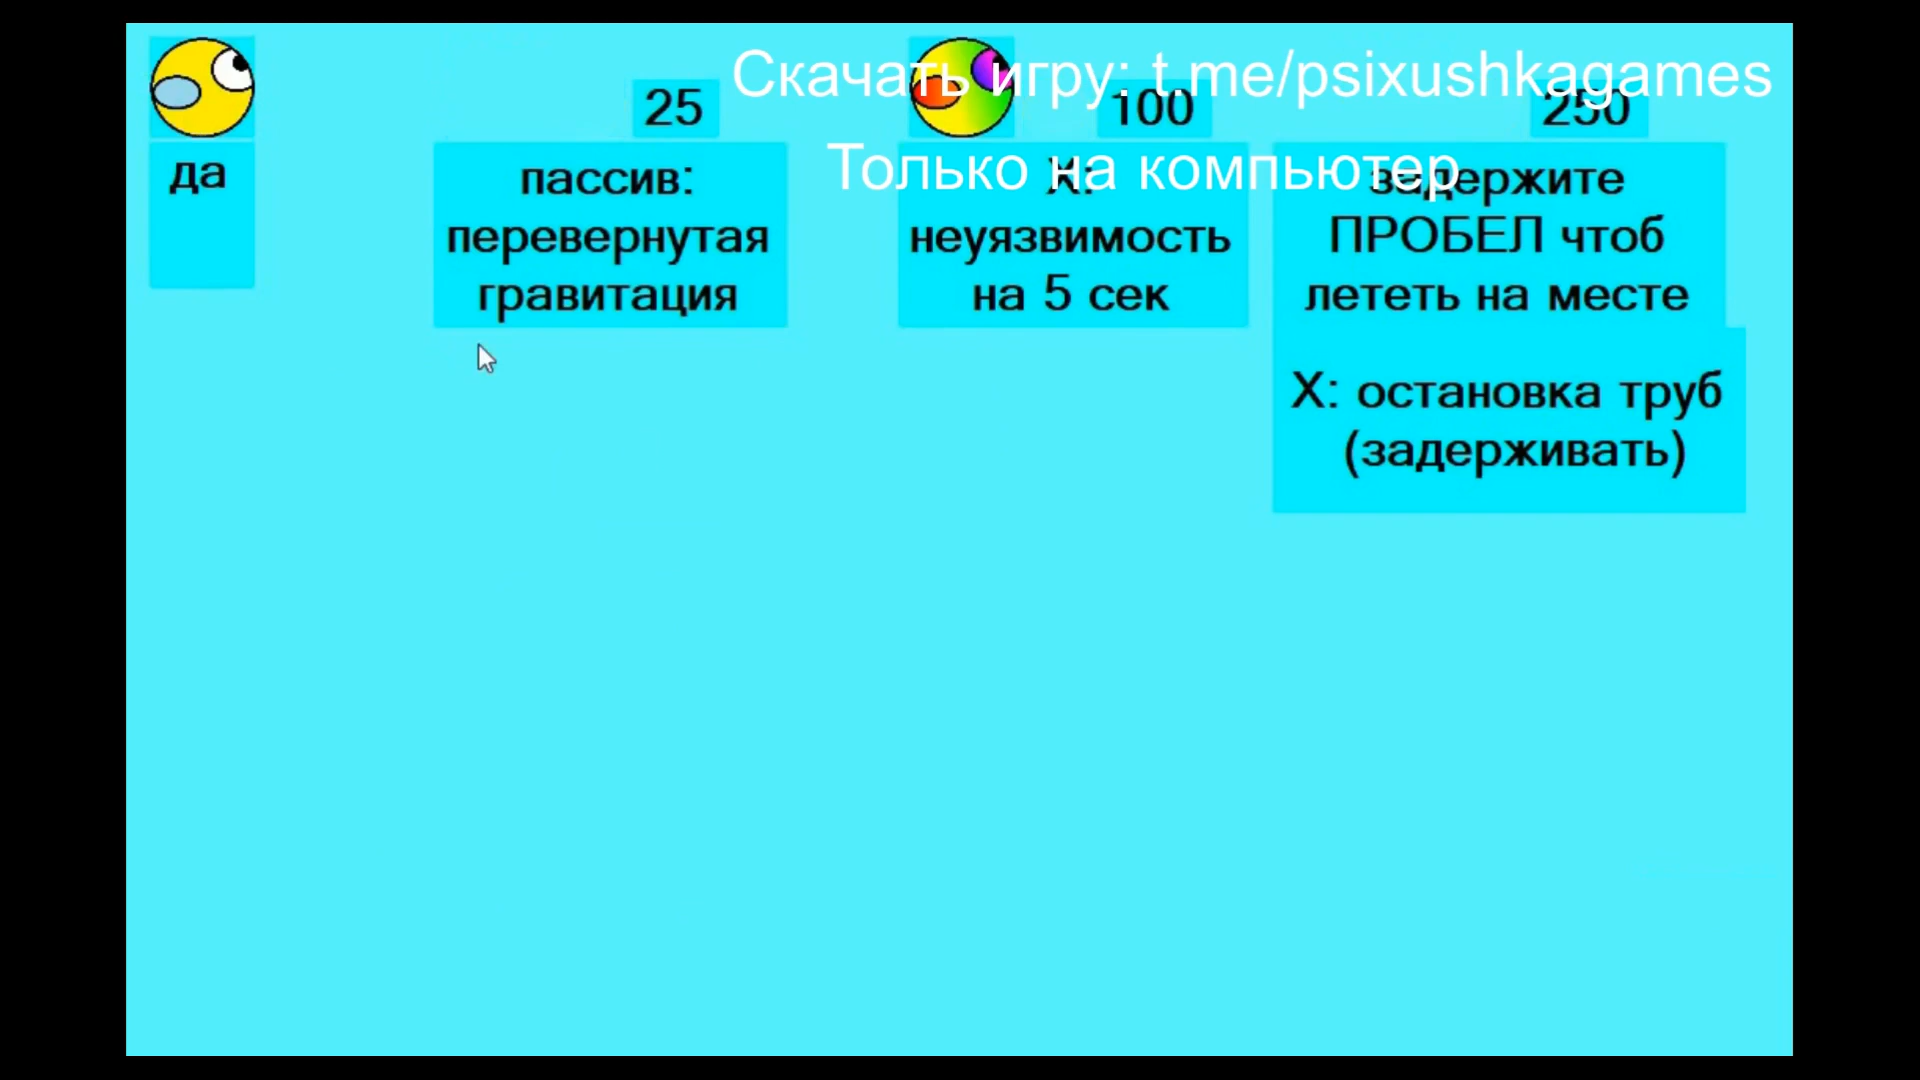 Скачать игру: t.me/psixushkagames
Только на компьютер
25
100
250
да
пассив:
перевернутая
гравитация
X:
неуязвимость
на 5 сек
задержите
ПРОБЕЛ чтоб
лететь на месте
X: остановка труб
(задерживать)